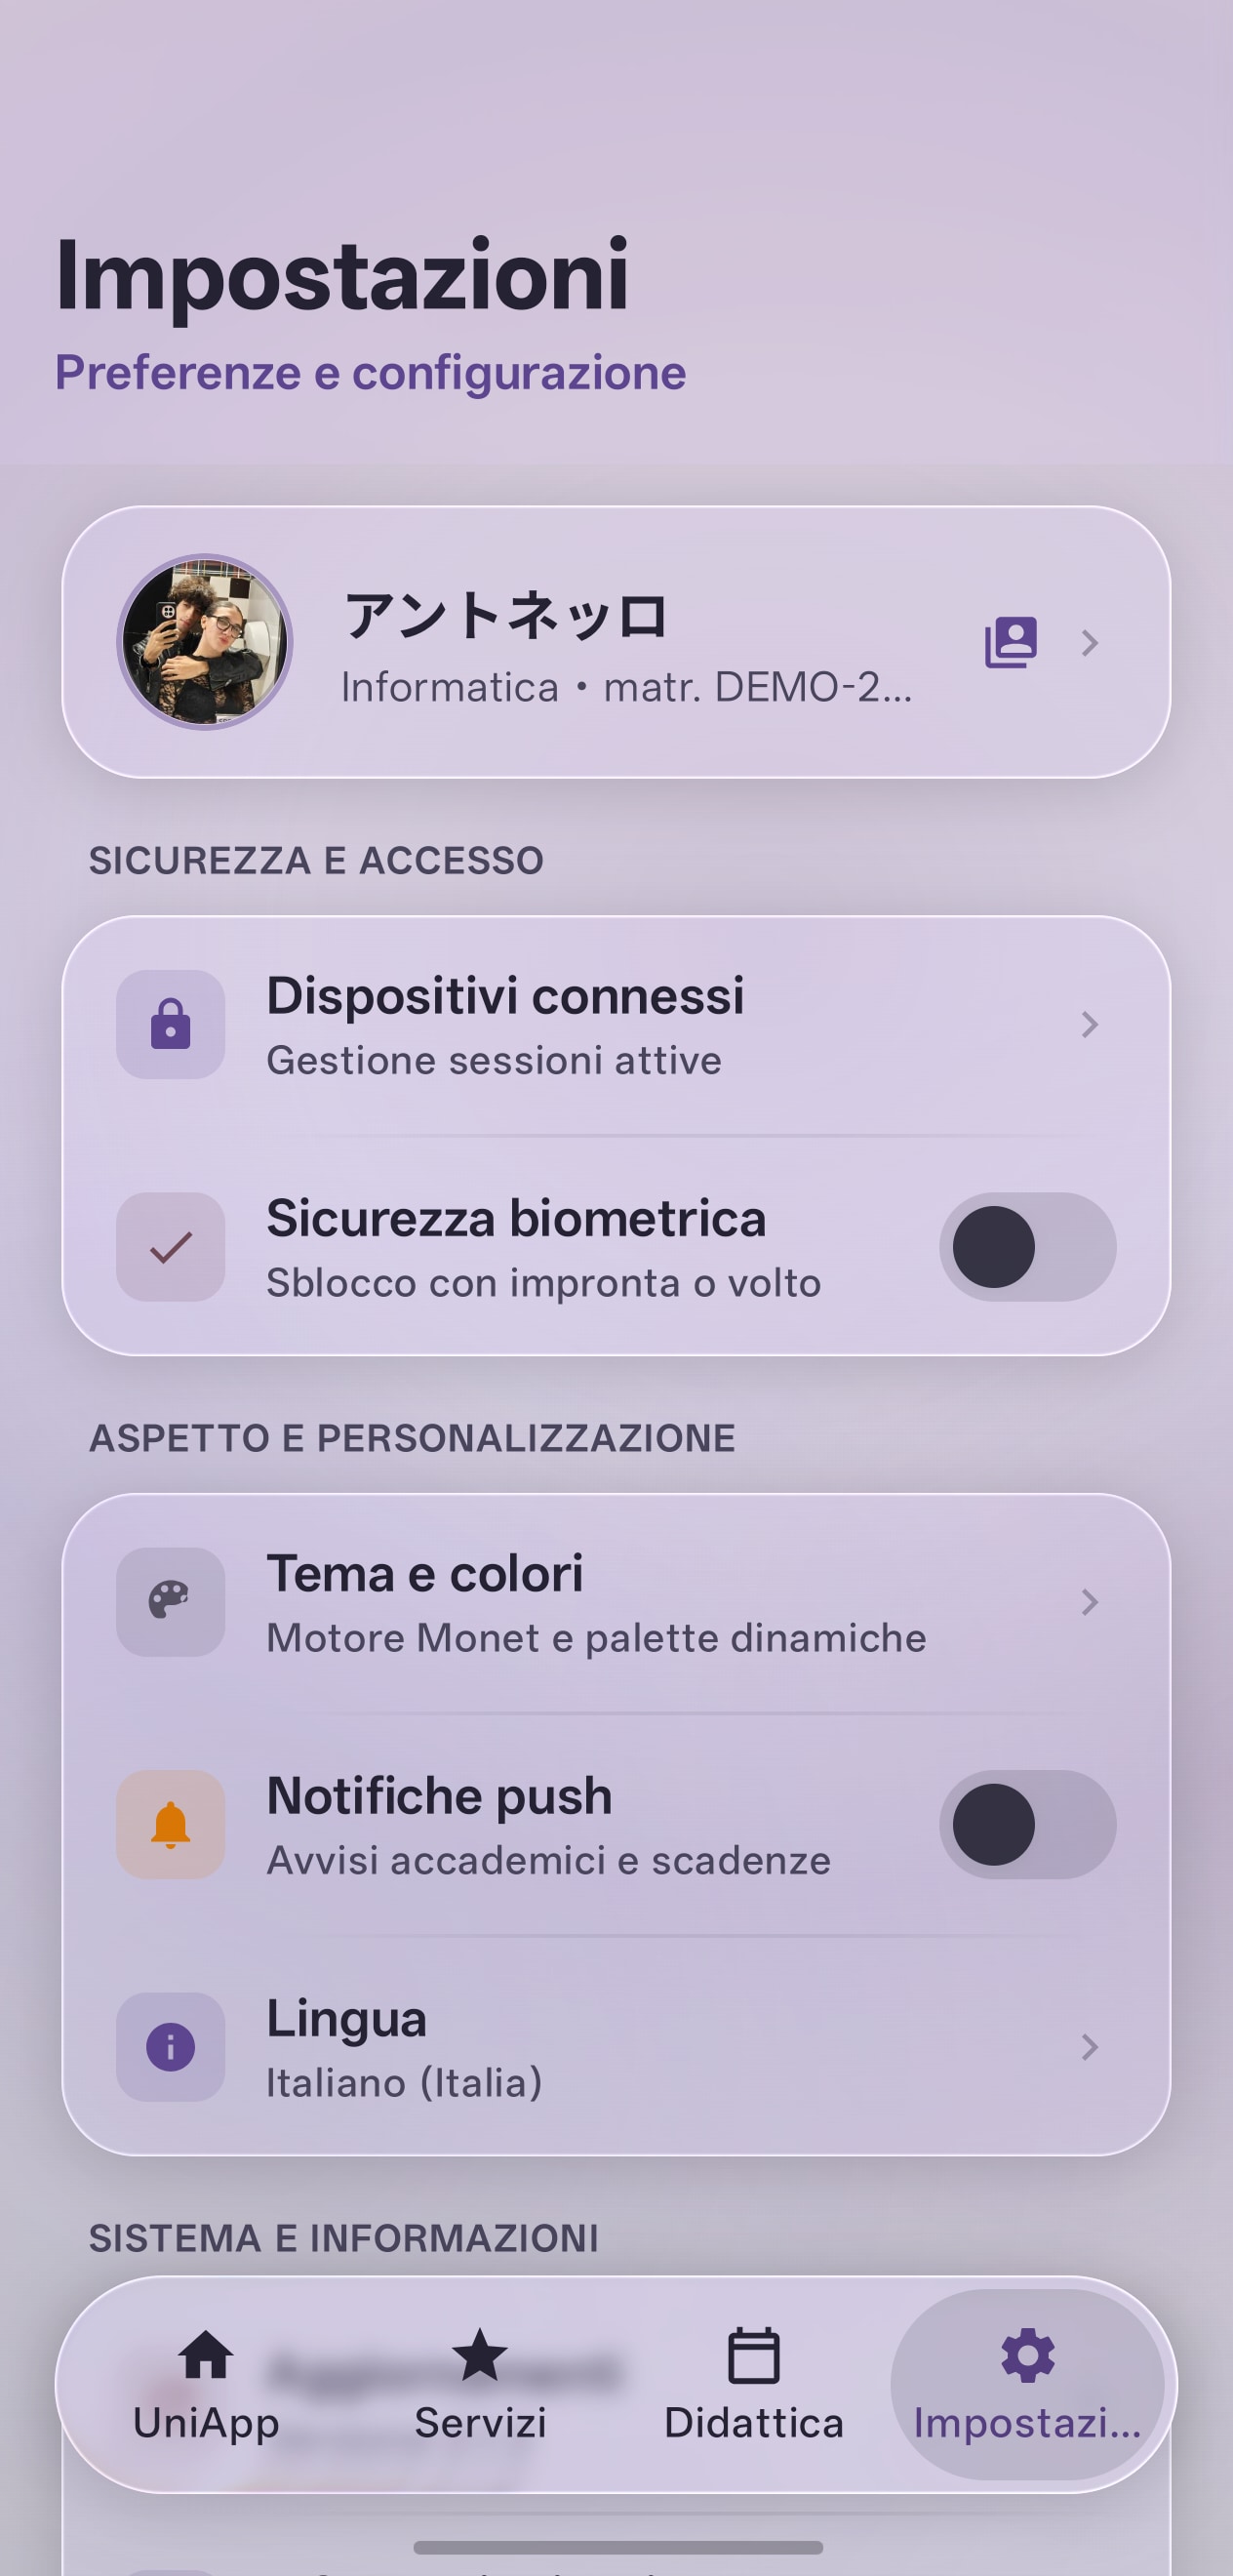 Impostazioni
Preferenze e configurazione
アントネッロ
Informatica • matr. DEMO-2...
SICUREZZA E ACCESSO
Dispositivi connessi
Gestione sessioni attive
Sicurezza biometrica
Sblocco con impronta o volto
ASPETTO E PERSONALIZZAZIONE
Tema e colori
Motore Monet e palette dinamiche
Notifiche push
Avvisi accademici e scadenze
Lingua
Italiano (Italia)
SISTEMA E INFORMAZIONI
UniApp Servizi Didattica Impostazi...